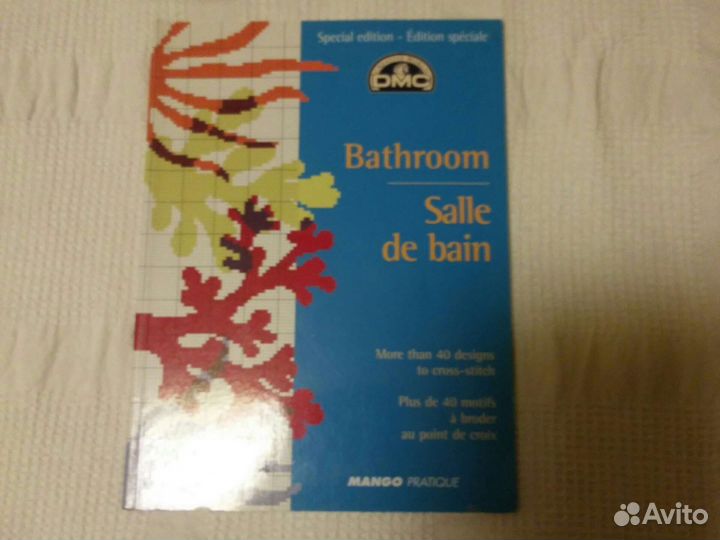 Special edition - Édition spéciale
DMC
Bathroom
Salle
de bain
More than 40 designs
to cross-stitch
Plus de 40 motifs
à broder
au point de croix
MANGO PRATIQUE
Avito